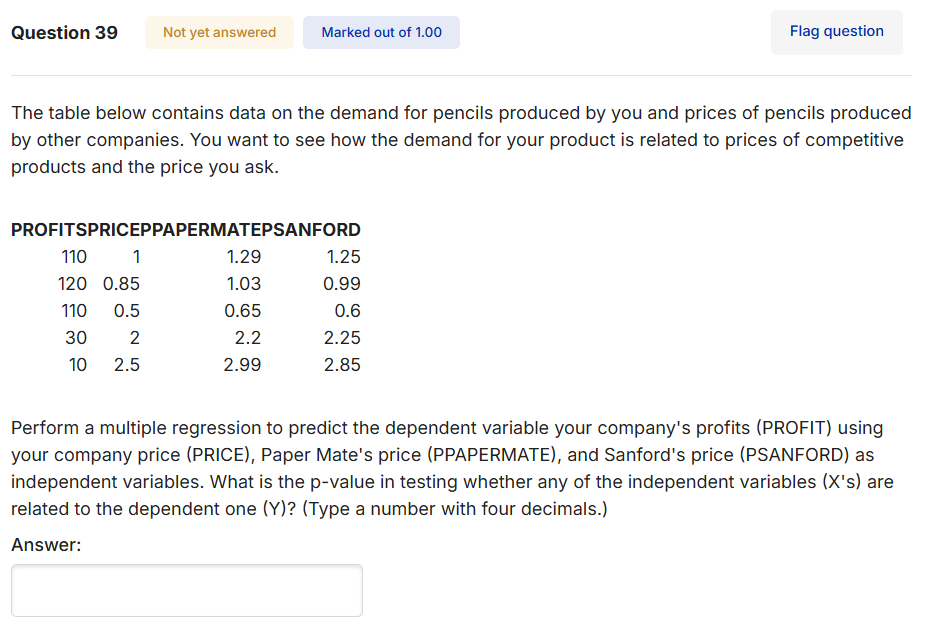 Question 39
Not yet answered
Marked out of 1.00
Flag question
The table below contains data on the demand for pencils produced by you and prices of pencils produced
by other companies. You want to see how the demand for your product is related to prices of competitive
products and the price you ask.
PROFITSPRICEPPAPERMATEPSANFORD
110 1 1.29 1.25
120 0.85 1.03 0.99
110 0.5 0.65 0.6
30 2 2.2 2.25
10 2.5 2.99 2.85
Perform a multiple regression to predict the dependent variable your company's profits (PROFIT) using
your company price (PRICE), Paper Mate's price (PPAPERMATE), and Sanford's price (PSANFORD) as
independent variables. What is the p-value in testing whether any of the independent variables (X's) are
related to the dependent one (Y)? (Type a number with four decimals.)
Answer: